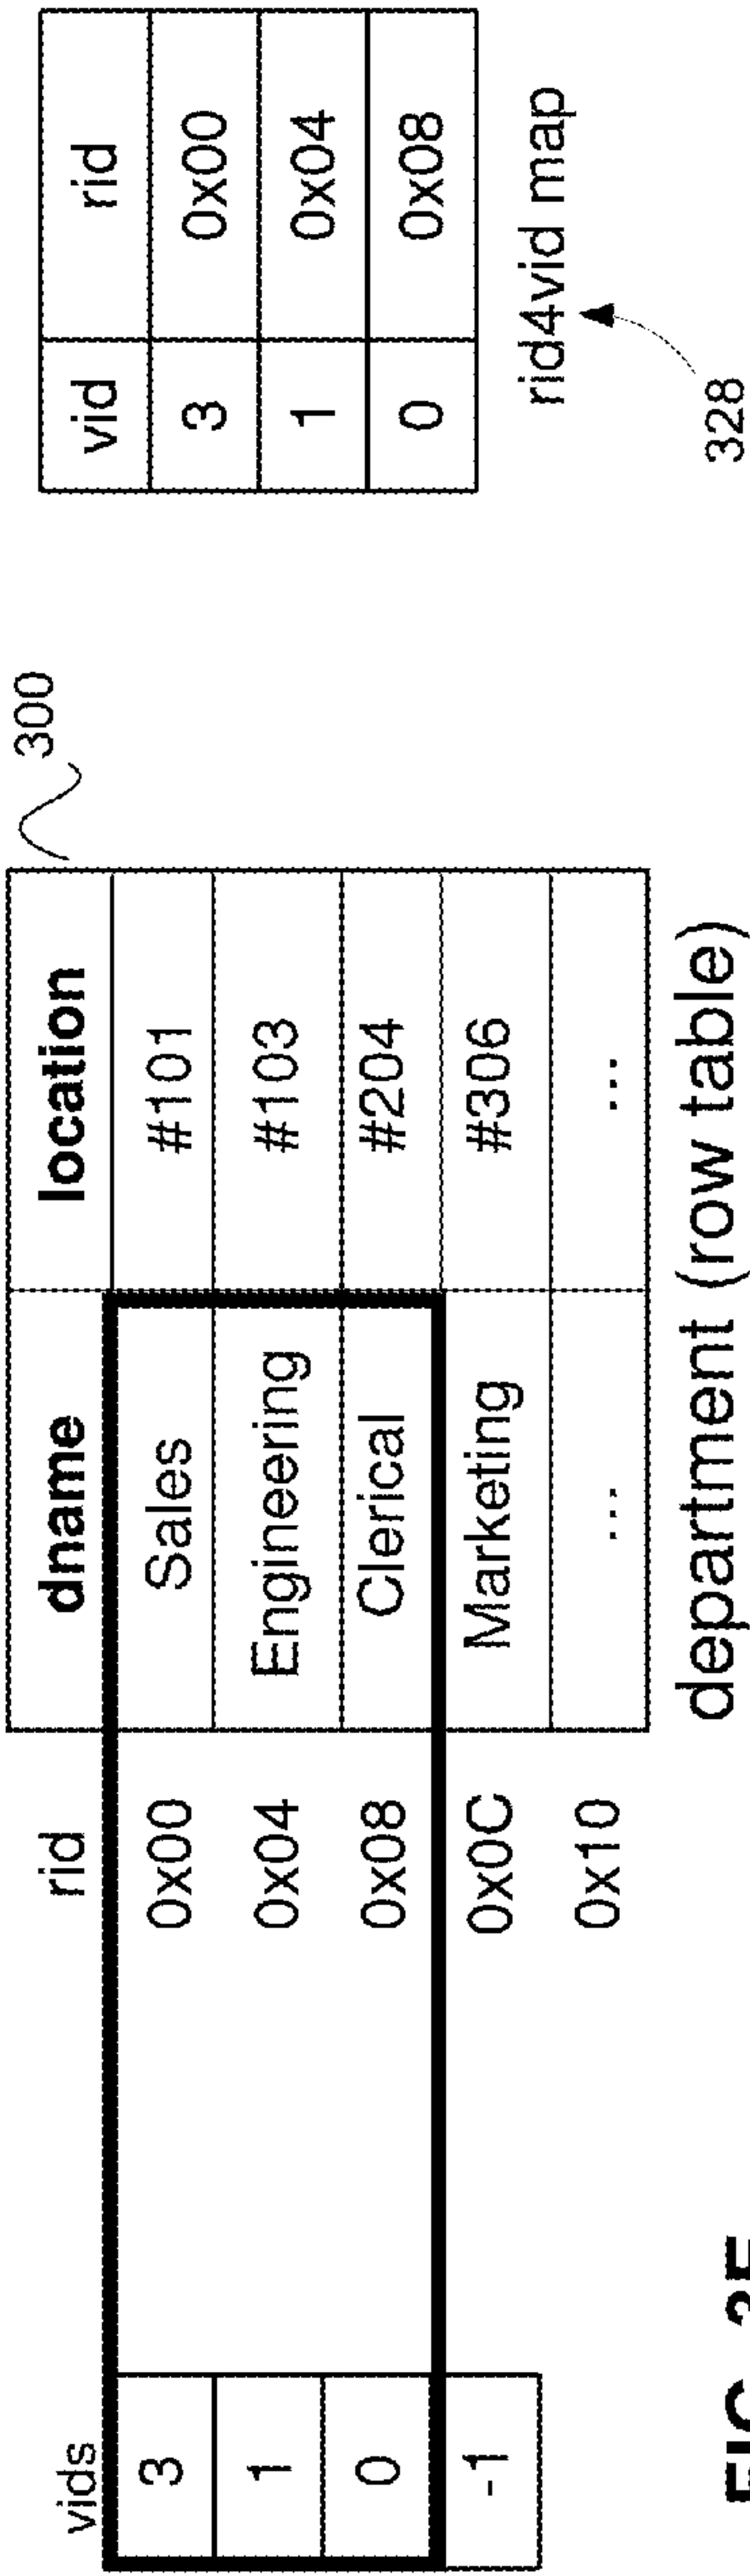 300
vids rid dname location vid rid
3 0x00 Sales #101 3 0x00
1 0x04 Engineering #103 1 0x04
0 0x08 Clerical #204 0 0x08
-1 0x0C Marketing #306
rid4vid map
0x10 ... ...
department (row table)
328
FIG